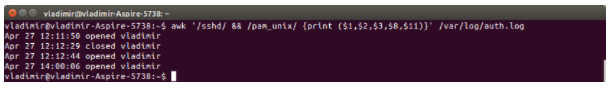 vladimir@vladimir-Aspire-5738: ~
vladimir@vladimir-Aspire-5738:~$ awk '/sshd/ && /pam_unix/ {print ($1,$2,$3,$8,$11)}' /var/log/auth.log
Apr 27 12:11:50 opened vladimir
Apr 27 12:12:29 closed vladimir
Apr 27 12:12:44 opened vladimir
Apr 27 14:00:06 opened vladimir
vladimir@vladimir-Aspire-5738:~$